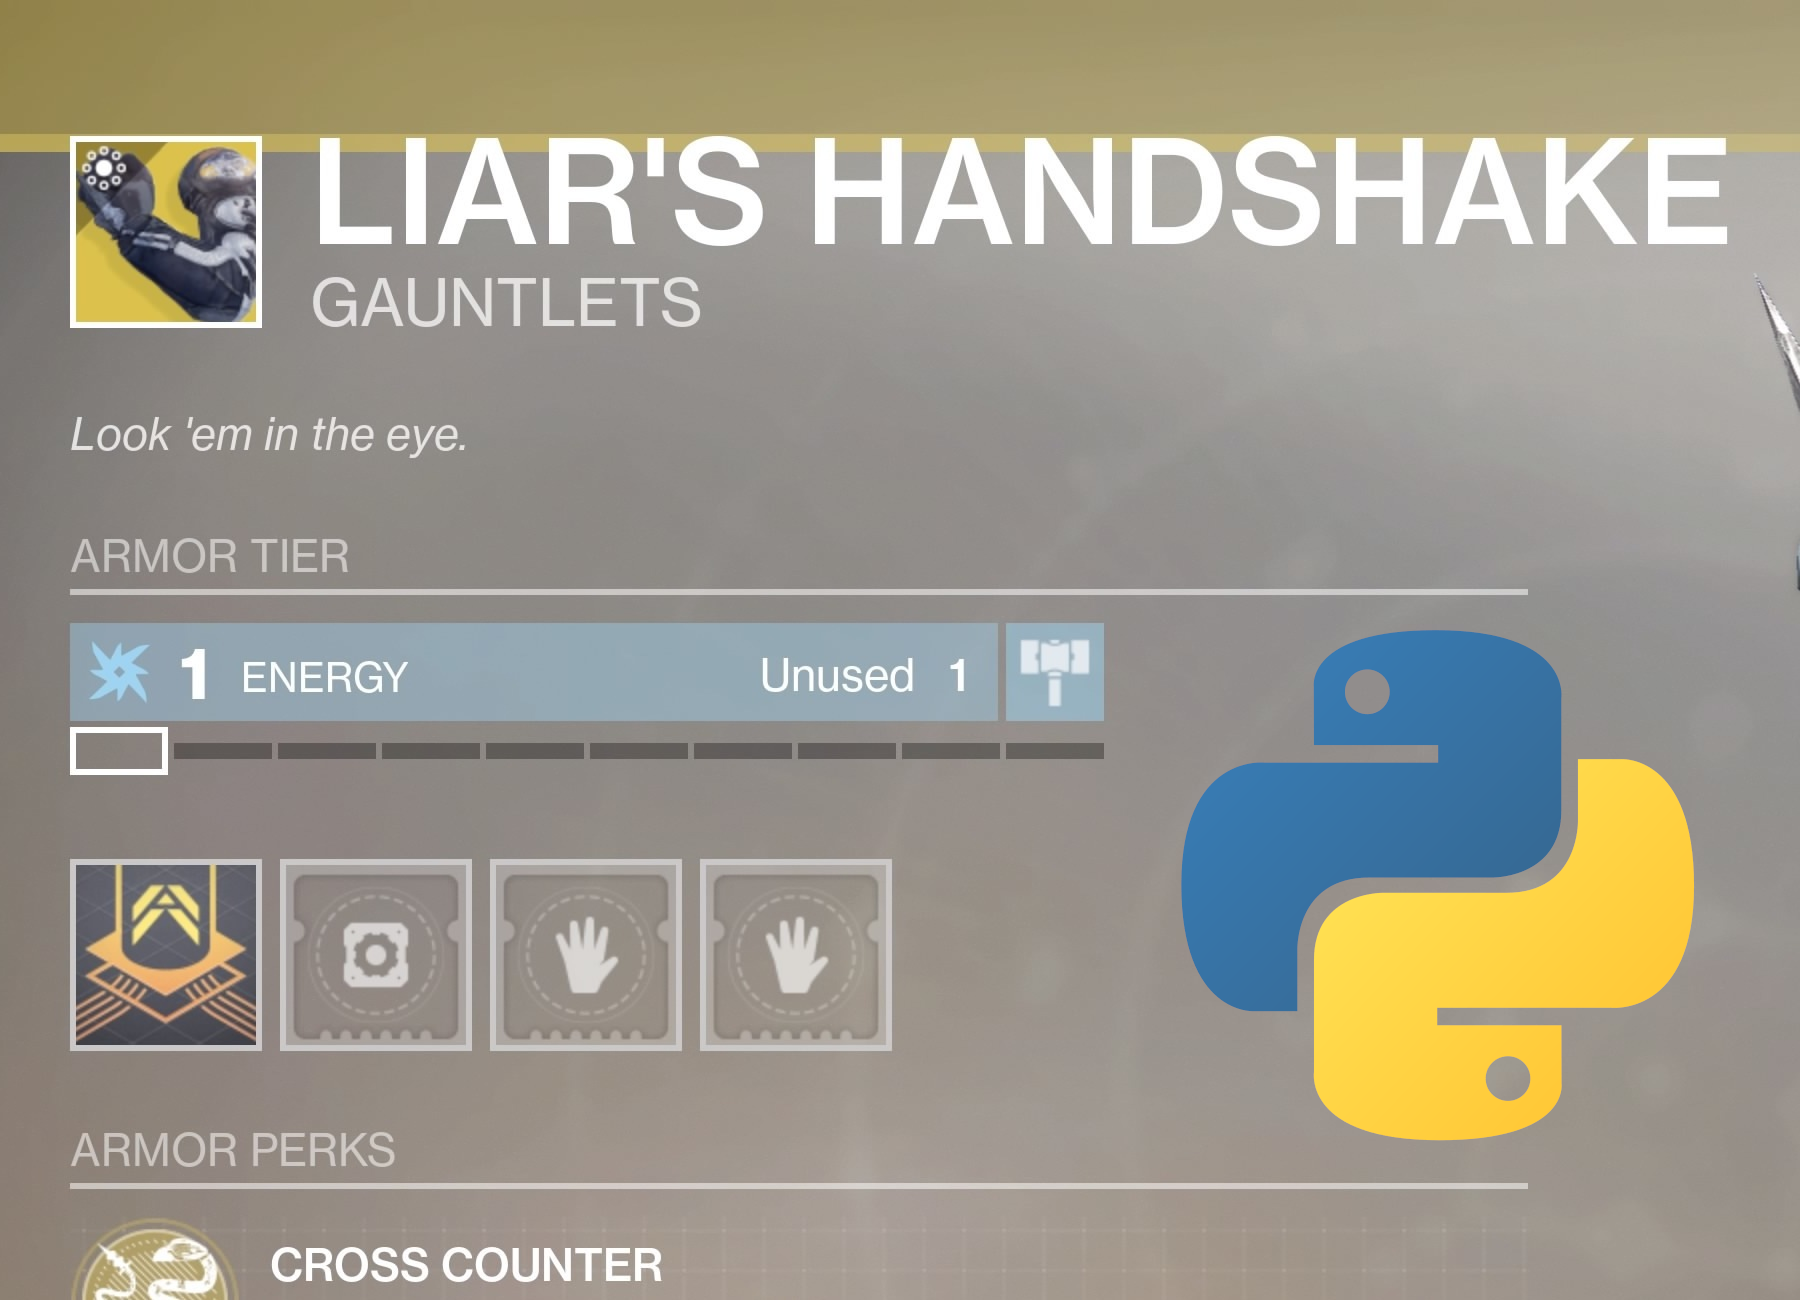 LIAR'S HANDSHAKE
GAUNTLETS
Look 'em in the eye.
ARMOR TIER
1 ENERGY Unused 1
ARMOR PERKS
CROSS COUNTER